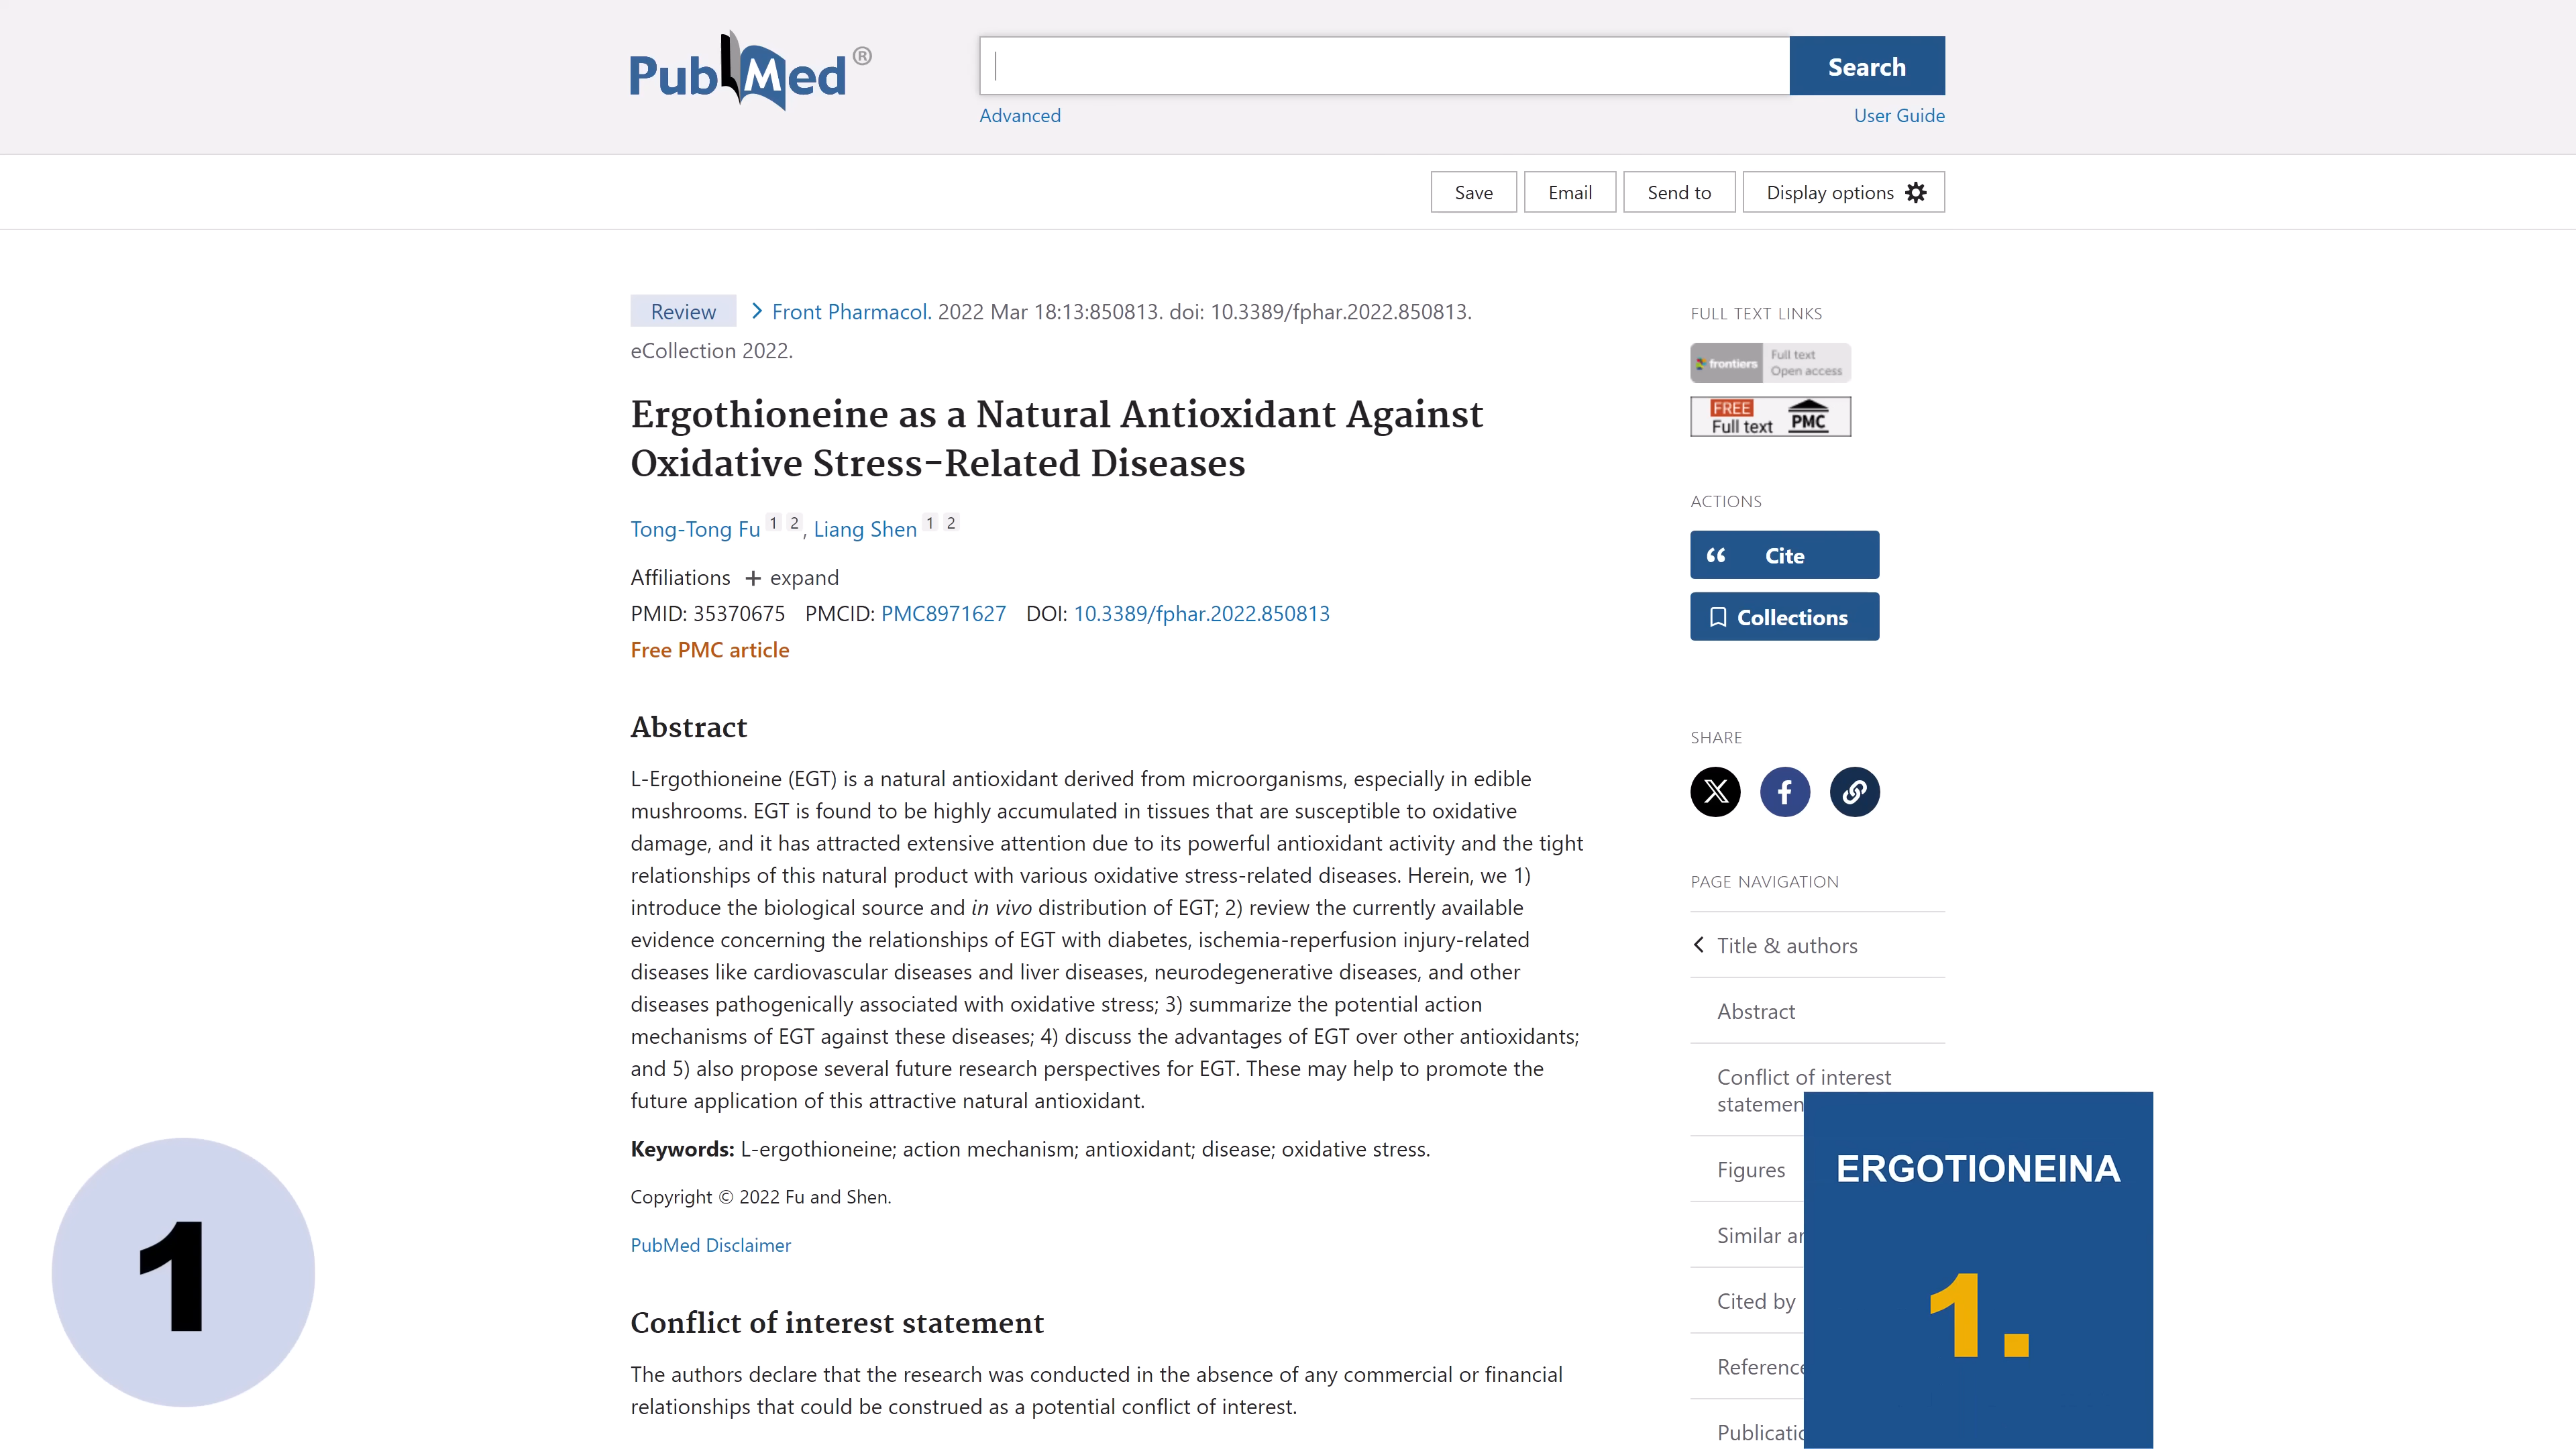 PubMed®
Search
Advanced
User Guide
Save
Email
Send to
Display options
Review > Front Pharmacol. 2022 Mar 18:13:850813. doi: 10.3389/fphar.2022.850813.
eCollection 2022.
Ergothioneine as a Natural Antioxidant Against
Oxidative Stress-Related Diseases
Tong-Tong Fu 1 2, Liang Shen 1 2
Affiliations + expand
PMID: 35370675 PMCID: PMC8971627 DOI: 10.3389/fphar.2022.850813
Free PMC article
Abstract
L-Ergothioneine (EGT) is a natural antioxidant derived from microorganisms, especially in edible
mushrooms. EGT is found to be highly accumulated in tissues that are susceptible to oxidative
damage, and it has attracted extensive attention due to its powerful antioxidant activity and the tight
relationships of this natural product with various oxidative stress-related diseases. Herein, we 1)
introduce the biological source and in vivo distribution of EGT; 2) review the currently available
evidence concerning the relationships of EGT with diabetes, ischemia-reperfusion injury-related
diseases like cardiovascular diseases and liver diseases, neurodegenerative diseases, and other
diseases pathogenically associated with oxidative stress; 3) summarize the potential action
mechanisms of EGT against these diseases; 4) discuss the advantages of EGT over other antioxidants;
and 5) also propose several future research perspectives for EGT. These may help to promote the
future application of this attractive natural antioxidant.
Keywords: L-ergothioneine; action mechanism; antioxidant; disease; oxidative stress.
Copyright © 2022 Fu and Shen.
PubMed Disclaimer
Conflict of interest statement
The authors declare that the research was conducted in the absence of any commercial or financial
relationships that could be construed as a potential conflict of interest.
FULL TEXT LINKS
frontiers
Full text
Open access
FREE
Full text
PMC
ACTIONS
Cite
Collections
SHARE
PAGE NAVIGATION
Title & authors
Abstract
Conflict of interest
statemen
Figures
Similar ar
Cited by
Reference
Publicatio
1
ERGOTIONEINA
1.